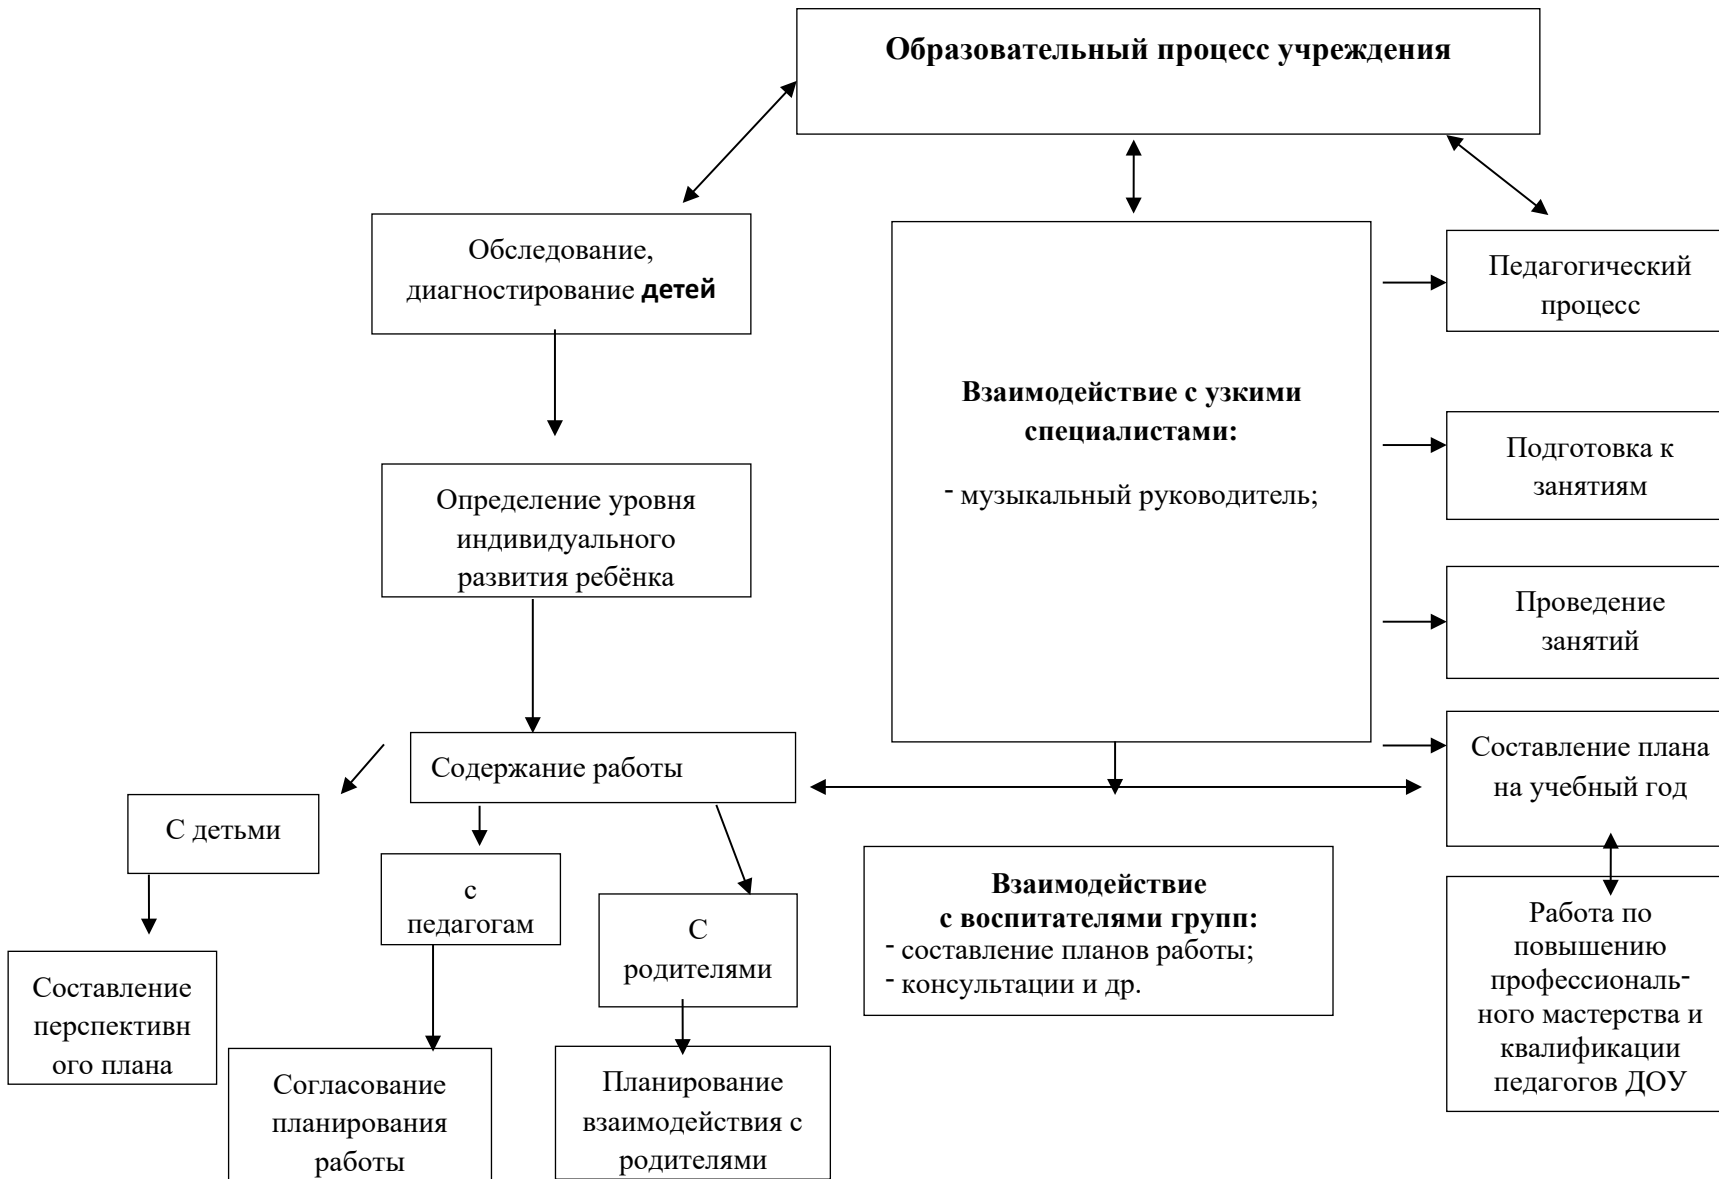 Образовательный процесс учреждения
Обследование,
диагностирование детей
Педагогический
процесс
Взаимодействие с узкими
специалистами:
- музыкальный руководитель;
Подготовка к
занятиям
Определение уровня
индивидуального
развития ребёнка
Проведение
занятий
Содержание работы
Составление плана
на учебный год
С детьми
с
педагогам
С
родителями
Взаимодействие
с воспитателями групп:
- составление планов работы;
- консультации и др.
Работа по
повышению
профессиональ-
ного мастерства и
квалификации
педагогов ДОУ
Составление
перспективн
ого плана
Согласование
планирования
работы
Планирование
взаимодействия с
родителями